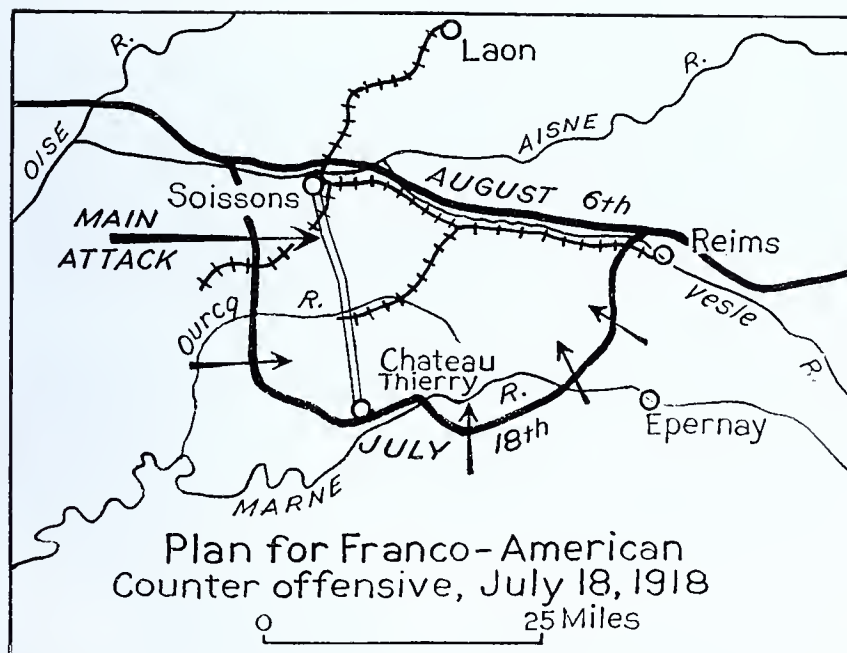 R.
Laon
R.
OISE
AISNE
Soissons
AUGUST 6th
MAIN
ATTACK
Reims
OURCQ R.
Vesle
R.
Chateau
Thierry
R.
Epernay
JULY 18th
MARNE
Plan for Franco-American
Counter offensive, July 18, 1918
0 25 Miles